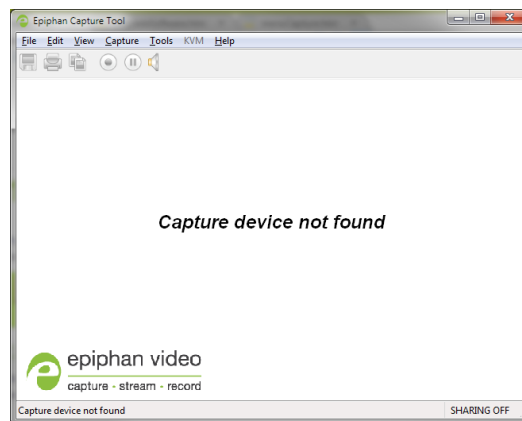 Epiphan Capture Tool
File Edit View Capture Tools KVM Help
Capture device not found
epiphan video
capture - stream - record
Capture device not found SHARING OFF